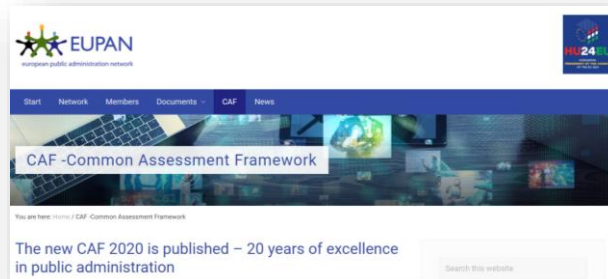 EUPAN
european public administration network
HU24EU
Start Network Members Documents CAF News
CAF -Common Assessment Framework
You are here: Home / CAF -Common Assessment Framework
The new CAF 2020 is published – 20 years of excellence
in public administration
Search this website